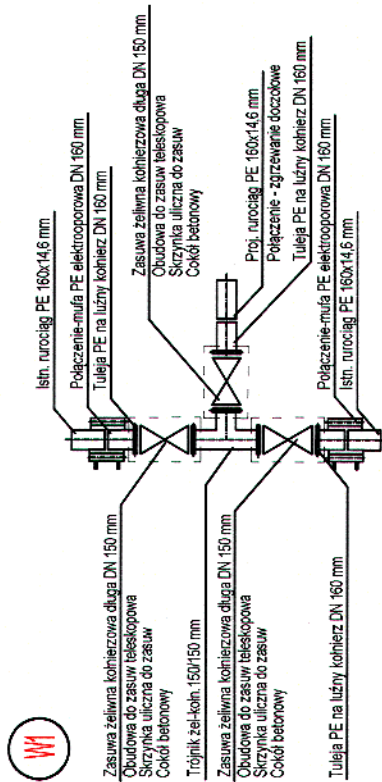 W1
Istn. rurociąg PE 160x14,6 mm
Połączenie-mufa PE elektrooporowa DN 160 mm
Tuleja PE na luźny kołnierz DN 160 mm
Zasuwa żeliwna kołnierzowa długa DN 150 mm
Obudowa do zasuw teleskopowa
Skrzynka uliczna do zasuw
Cokół betonowy
Proj. rurociąg PE 160x14,6 mm
Połączenie - zgrzewanie doczołowe
Tuleja PE na luźny kołnierz DN 160 mm
Połączenie-mufa PE elektrooporowa DN 160 mm
Istn. rurociąg PE 160x14,6 mm
Zasuwa żeliwna kołnierzowa długa DN 150 mm
Obudowa do zasuw teleskopowa
Skrzynka uliczna do zasuw
Cokół betonowy
Trójnik żel-kołn. 150/150 mm
Zasuwa żeliwna kołnierzowa długa DN 150 mm
Obudowa do zasuw teleskopowa
Skrzynka uliczna do zasuw
Cokół betonowy
Tuleja PE na luźny kołnierz DN 160 mm